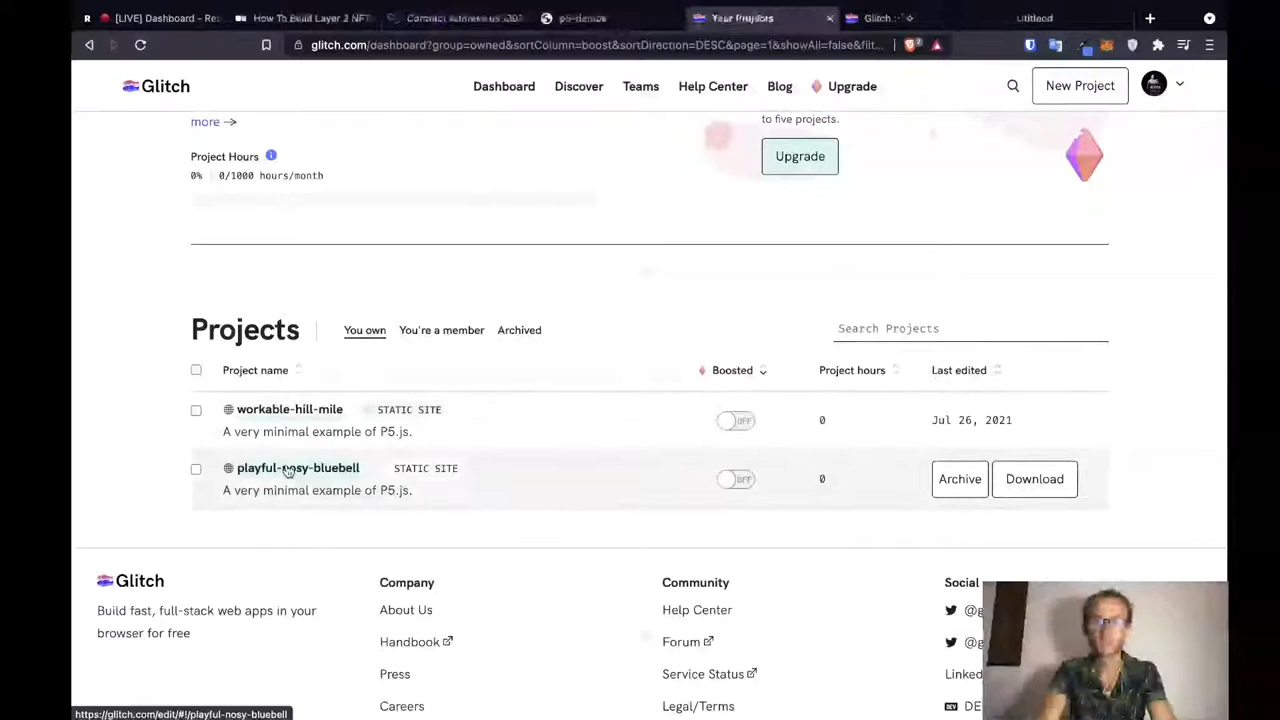 [LIVE] Dashboard - Re
How To Build Layer 2 NFT
p5-demos
Your Projects
Glitch :
Untitled
glitch.com/dashboard?group=owned&sortColumn=boost&sortDirection=DESC&page=1&showAll=false&filt...
Glitch
Dashboard
Discover
Teams
Help Center
Blog
Upgrade
New Project
more →
to five projects.
Project Hours
Upgrade
0% 0/1000 hours/month
Projects
You own
You're a member
Archived
Search Projects
Project name
Boosted
Project hours
Last edited
workable-hill-mile
STATIC SITE
OFF
0
Jul 26, 2021
A very minimal example of P5.js.
playful-nosy-bluebell
STATIC SITE
OFF
0
Archive
Download
A very minimal example of P5.js.
Glitch
Build fast, full-stack web apps in your
browser for free
Company
About Us
Handbook
Press
Careers
Community
Help Center
Forum
Service Status
Legal/Terms
Social
@g
@g
Linked
DE
https://glitch.com/edit/#!/playful-nosy-bluebell